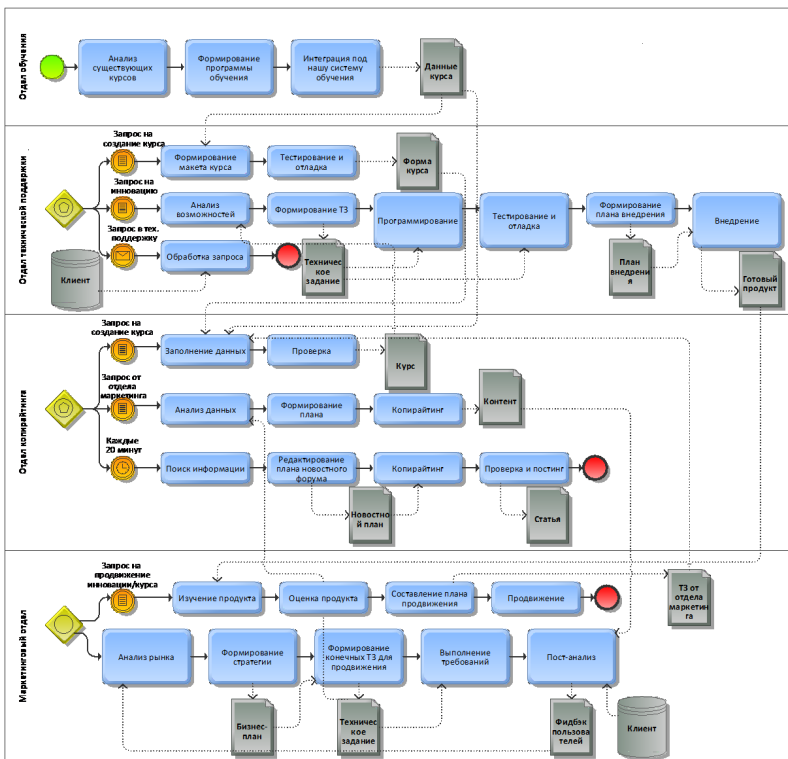 Отдел обучения
Анализ
существующих
курсов
Формирование
программы
обучения
Интеграция под
нашу систему
обучения
Данные
курса
Отдел технической поддержки
Запрос на
создание курса
Формирование
макета курса
Тестирование и
отладка
Форма
курса
Запрос на
инновацию
Анализ
возможностей
Формирование ТЗ
Программирование
Тестирование и
отладка
Формирование
плана внедрения
Внедрение
Запрос в тех.
поддержку
Обработка запроса
Клиент
Техничес
кое
задание
План
внедрени
я
Готовый
продукт
Отдел копирайтинга
Запрос на
создание курса
Заполнение данных
Проверка
Курс
Запрос от
отдела
маркетинга
Анализ данных
Формирование
плана
Копирайтинг
Контент
Каждые
20 минут
Поиск информации
Редактирование
плана новостного
форума
Копирайтинг
Проверка и постинг
Новостно
й план
Статья
Маркетинговый отдел
Запрос на
продвижение
инновации/курса
Изучение продукта
Оценка продукта
Составление плана
продвижения
Продвижение
ТЗ от
отдела
маркетин
га
Анализ рынка
Формирование
стратегии
Формирование
конечных ТЗ для
продвижения
Выполнение
требований
Пост-анализ
Бизнес-
план
Техничес
кое
задание
Фидбэк
пользова
телей
Клиент